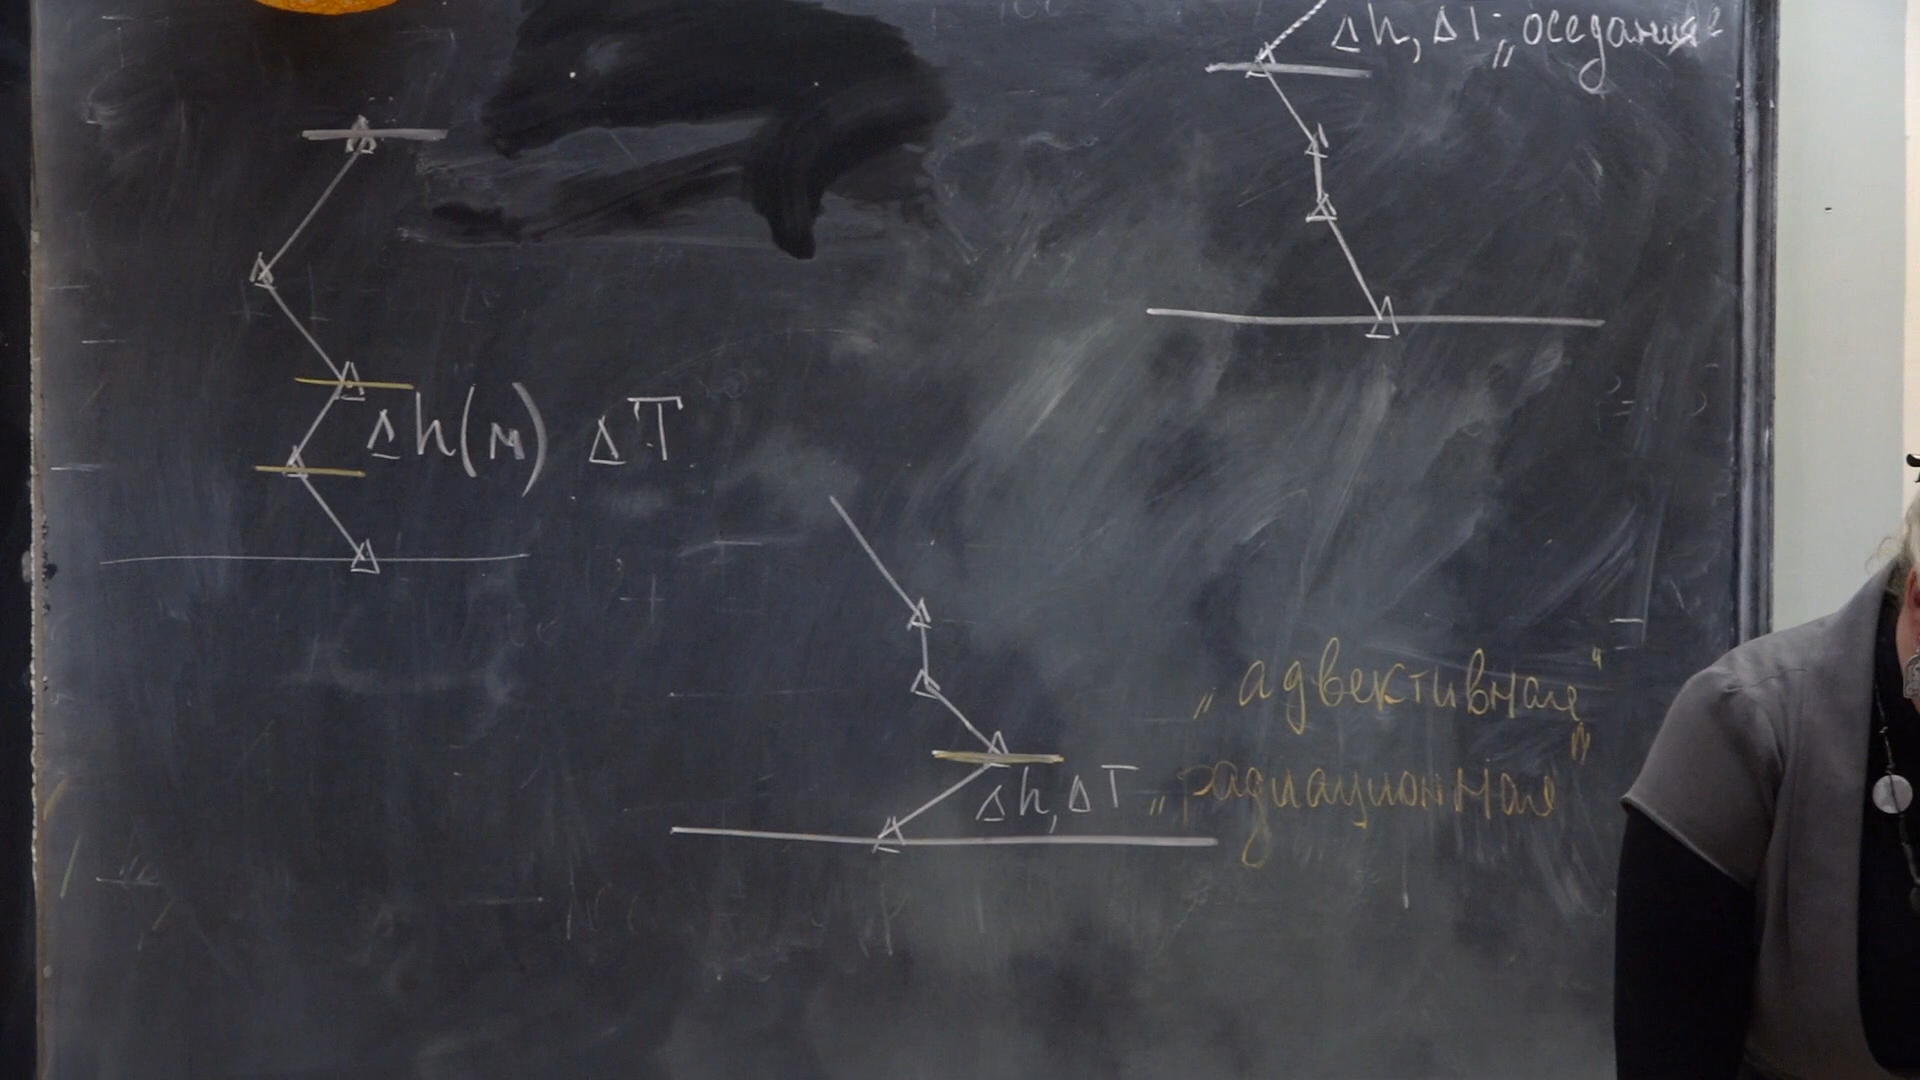 Δh, ΔT; „оседания
Δh(м) ΔT
„адвективная“
Δh, ΔT „радиационная"